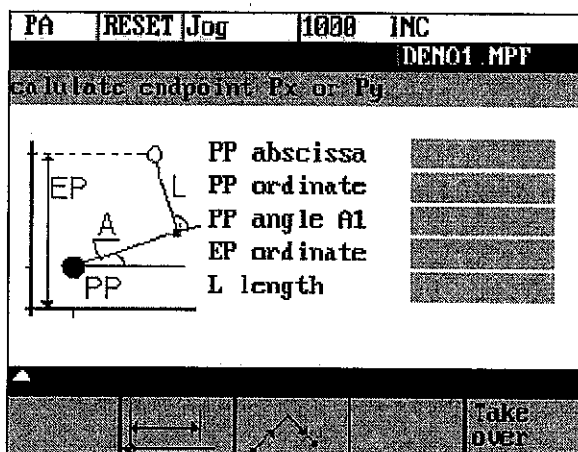 PA RESET Jog 1000 INC
DEMO1.MPF
calulate endpoint Px or Py
PP abscissa
PP ordinate
PP angle A1
EP ordinate
L length
EP
L
A
PP
Take
over